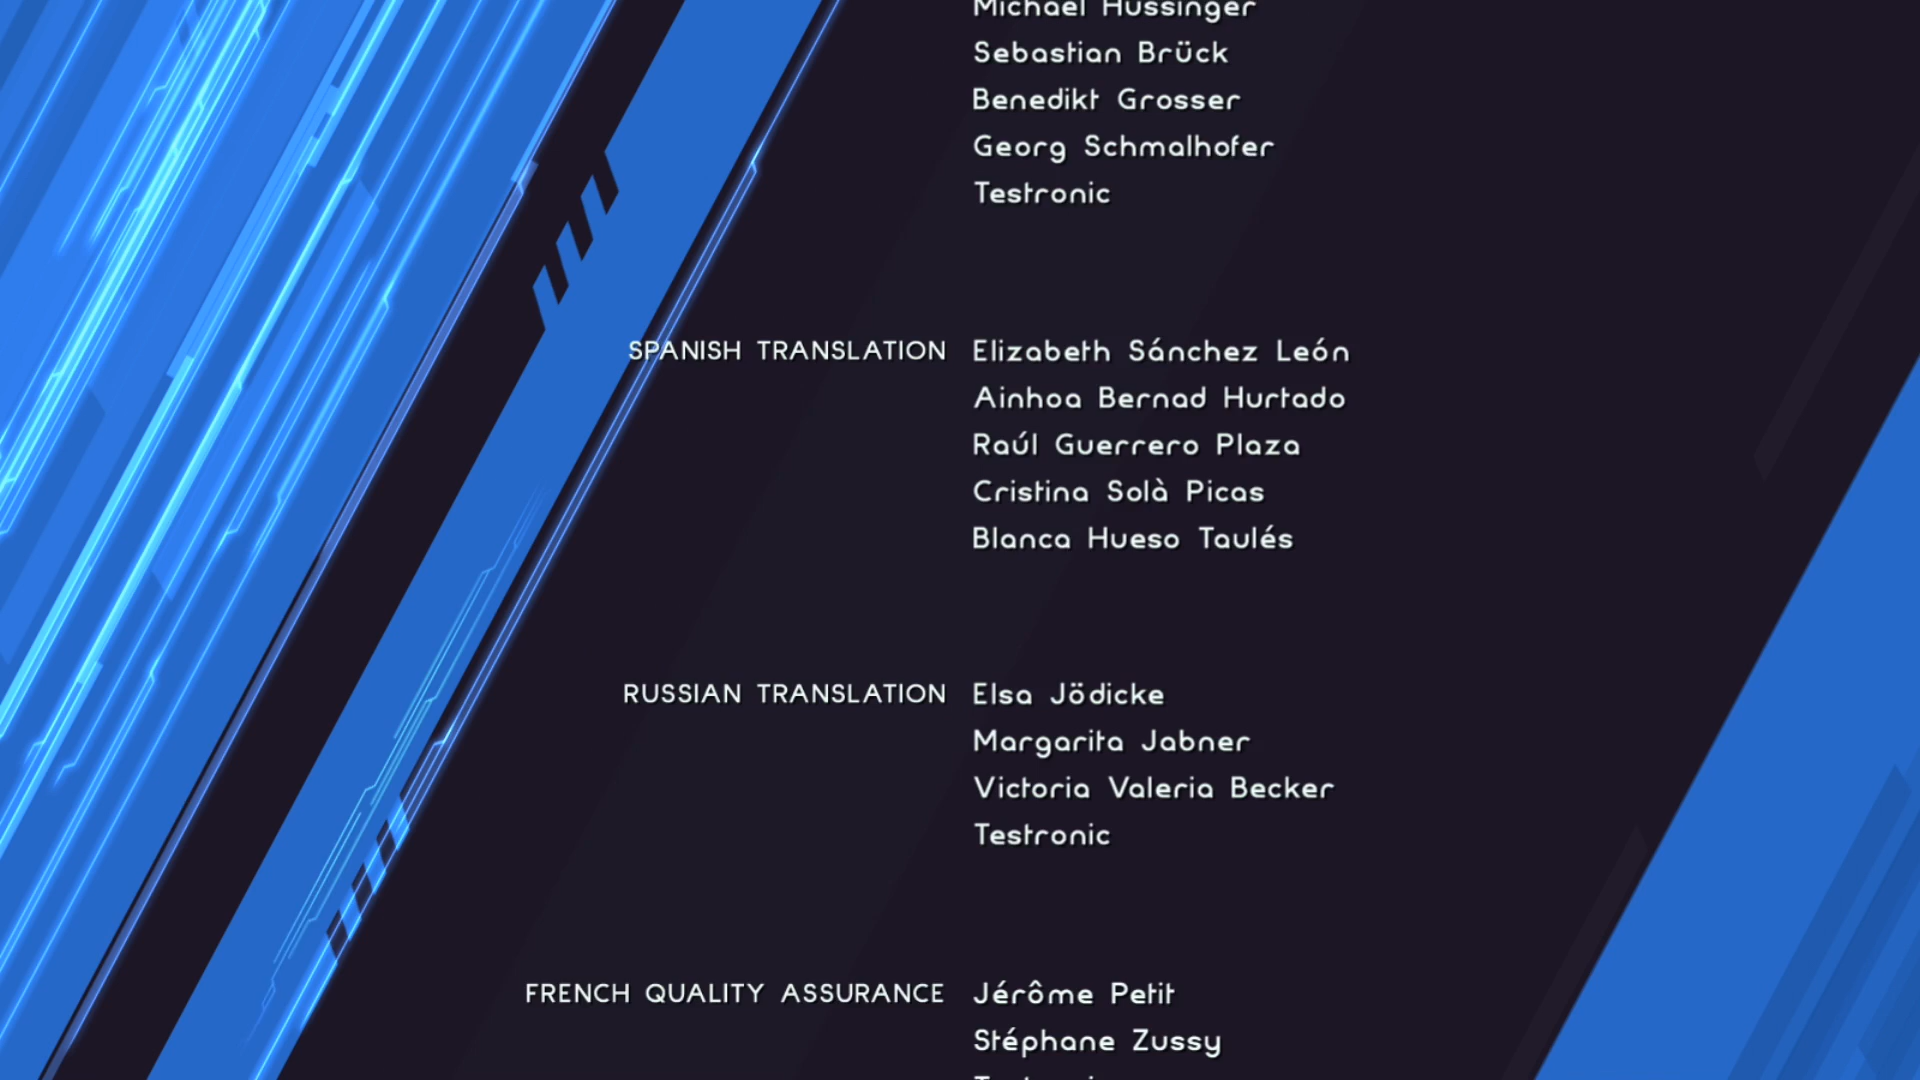 Michael Hussinger
Sebastian Brück
Benedikt Grosser
Georg Schmalhofer
Testronic
SPANISH TRANSLATION Elizabeth Sánchez León
Ainhoa Bernad Hurtado
Raúl Guerrero Plaza
Cristina Solà Picas
Blanca Hueso Taulés
RUSSIAN TRANSLATION Elsa Jödicke
Margarita Jabner
Victoria Valeria Becker
Testronic
FRENCH QUALITY ASSURANCE Jérôme Petit
Stéphane Zussy